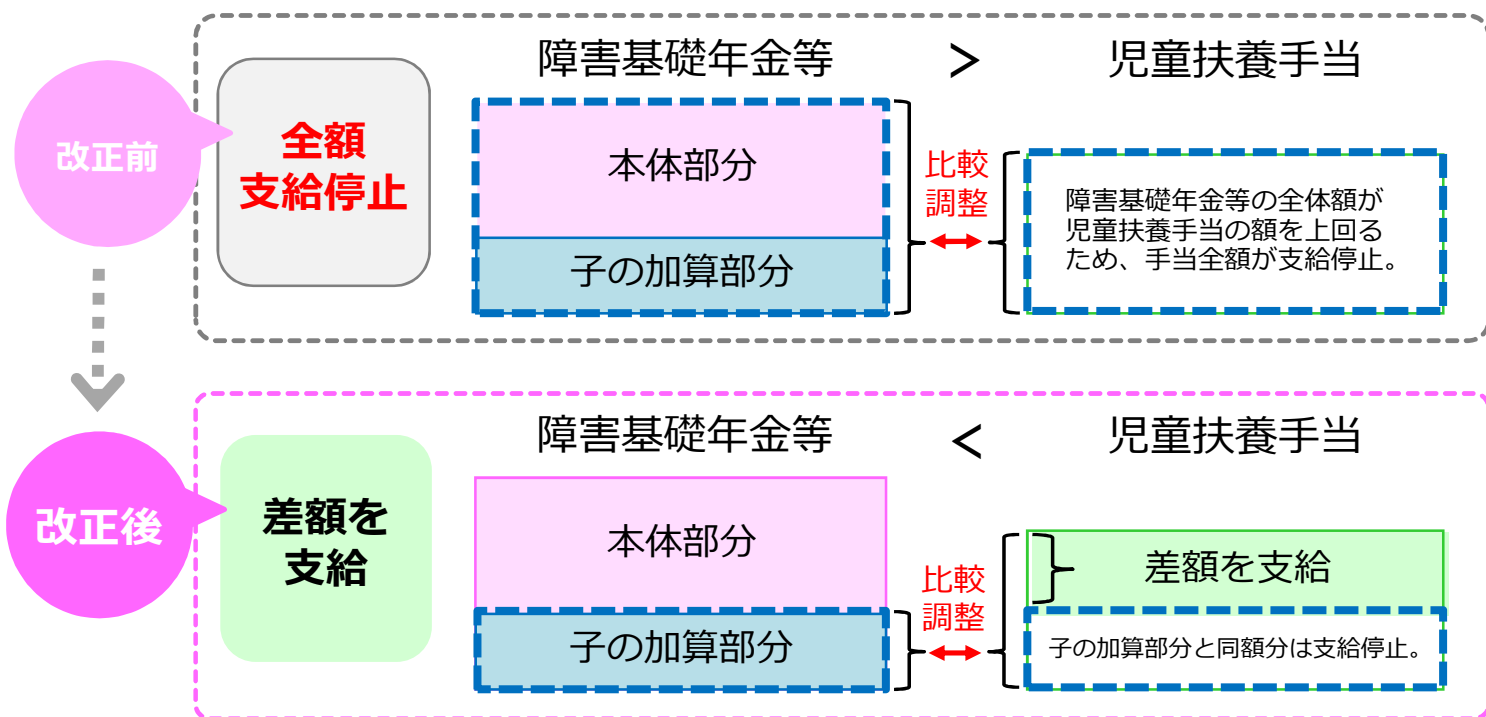 障害基礎年金等 > 児童扶養手当
改正前
全額
支給停止
本体部分
子の加算部分
比較
調整
障害基礎年金等の全体額が
児童扶養手当の額を上回る
ため、手当全額が支給停止。
障害基礎年金等 < 児童扶養手当
改正後
差額を
支給
本体部分
子の加算部分
比較
調整
差額を支給
子の加算部分と同額分は支給停止。